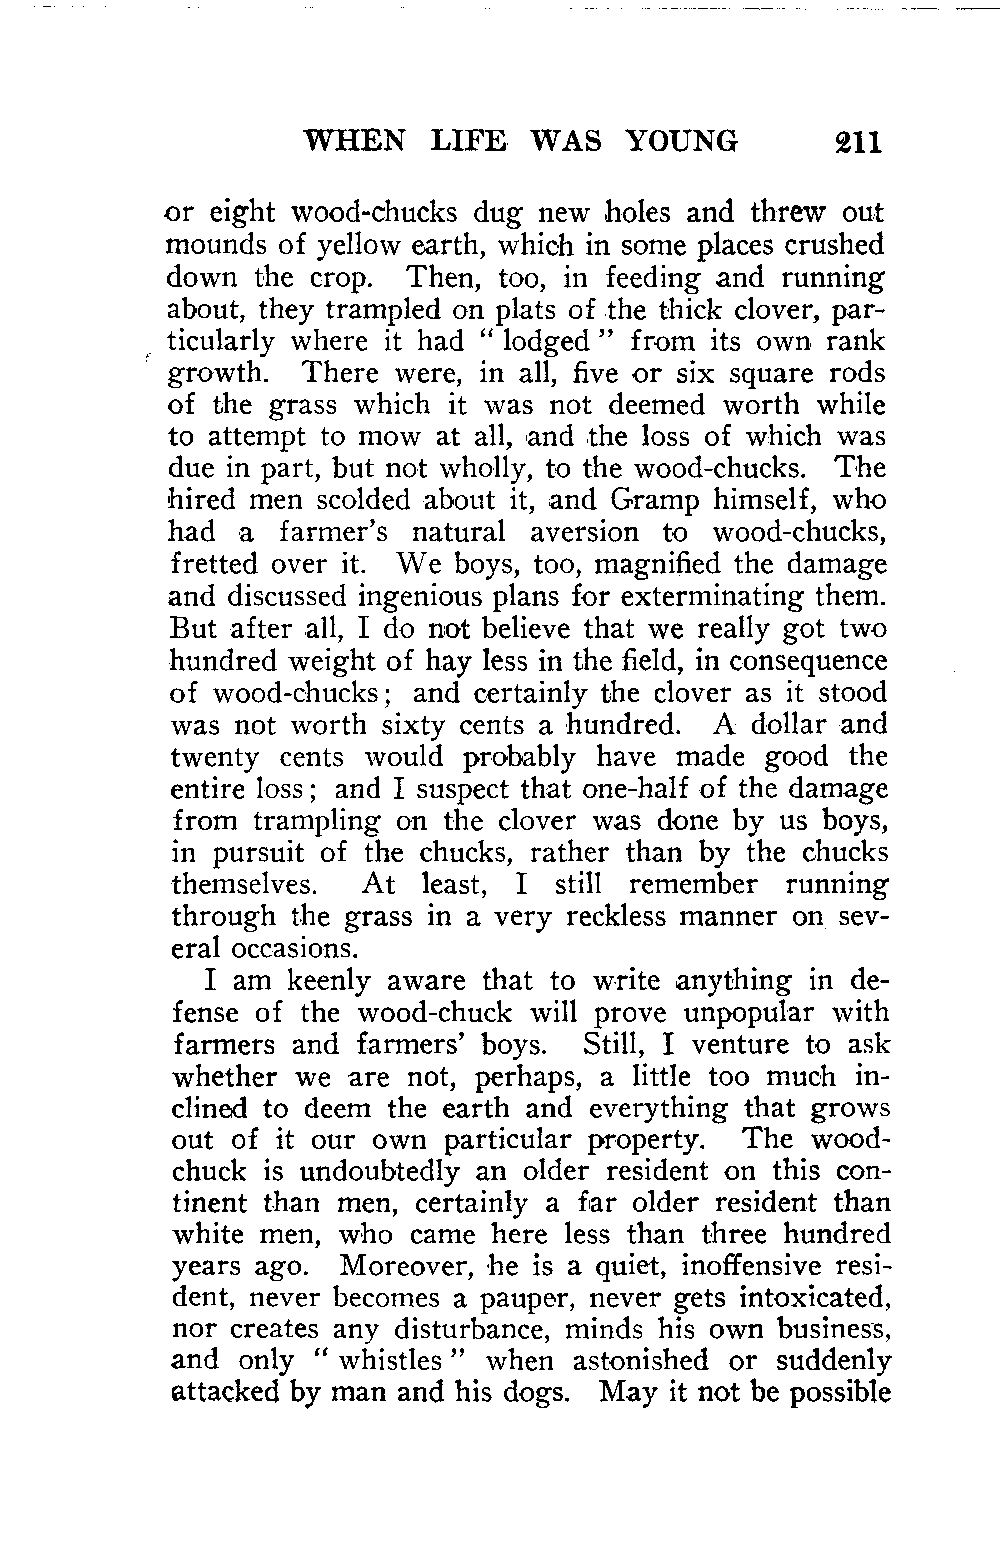 WHEN LIFE WAS YOUNG 211
or eight wood-chucks dug new holes and threw out
mounds of yellow earth, which in some places crushed
down the crop. Then, too, in feeding and running
about, they trampled on plats of the thick clover, par-
ticularly where it had “ lodged ” from its own rank
growth. There were, in all, five or six square rods
of the grass which it was not deemed worth while
to attempt to mow at all, and the loss of which was
due in part, but not wholly, to the wood-chucks. The
hired men scolded about it, and Gramp himself, who
had a farmer’s natural aversion to wood-chucks,
fretted over it. We boys, too, magnified the damage
and discussed ingenious plans for exterminating them.
But after all, I do not believe that we really got two
hundred weight of hay less in the field, in consequence
of wood-chucks; and certainly the clover as it stood
was not worth sixty cents a hundred. A dollar and
twenty cents would probably have made good the
entire loss; and I suspect that one-half of the damage
from trampling on the clover was done by us boys,
in pursuit of the chucks, rather than by the chucks
themselves. At least, I still remember running
through the grass in a very reckless manner on sev-
eral occasions.
I am keenly aware that to write anything in de-
fense of the wood-chuck will prove unpopular with
farmers and farmers’ boys. Still, I venture to ask
whether we are not, perhaps, a little too much in-
clined to deem the earth and everything that grows
out of it our own particular property. The wood-
chuck is undoubtedly an older resident on this con-
tinent than men, certainly a far older resident than
white men, who came here less than three hundred
years ago. Moreover, he is a quiet, inoffensive resi-
dent, never becomes a pauper, never gets intoxicated,
nor creates any disturbance, minds his own business,
and only “ whistles ” when astonished or suddenly
attacked by man and his dogs. May it not be possible